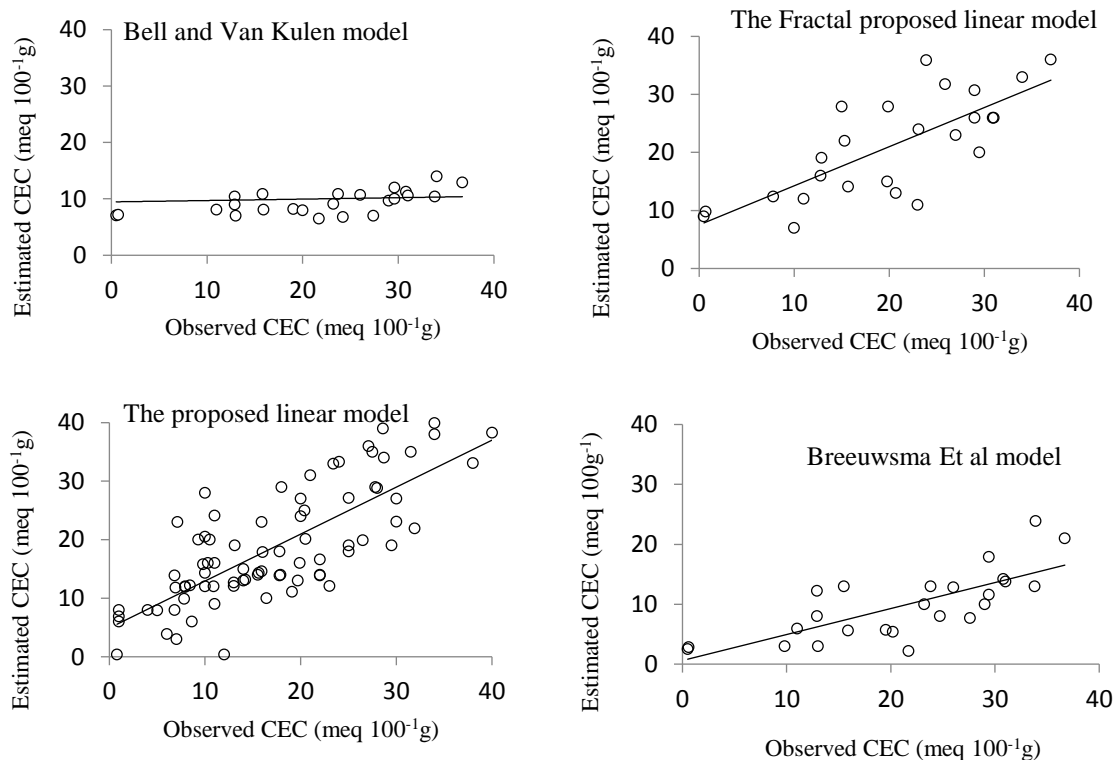 Bell and Van Kulen model
Estimated CEC (meq 100-1g)
40
30
20
10
0
0 10 20 30 40
Observed CEC (meq 100-1g)
The Fractal proposed linear model
Estimated CEC (meq 100-1g)
40
30
20
10
0
0 10 20 30 40
Observed CEC (meq 100-1g)
The proposed linear model
Estimated CEC (meq 100-1g)
40
30
20
10
0
0 10 20 30 40
Observed CEC (meq 100-1g)
Breeuwsma Et al model
Estimated CEC (meq 100g-1)
40
30
20
10
0
0 10 20 30 40
Observed CEC (meq 100-1g)